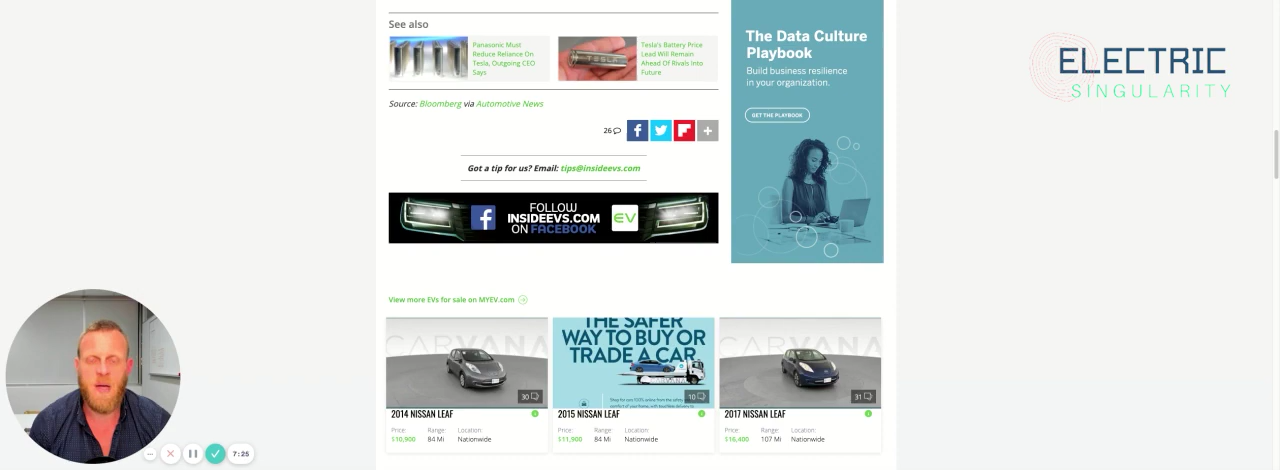 See also
Panasonic Must
Reduce Reliance On
Tesla, Outgoing CEO
Says
Tesla's Battery Price
Lead Will Remain
Ahead Of Rivals Into
Future
TESLA
Source: Bloomberg via Automotive News
26
Got a tip for us? Email: tips@insideevs.com
FOLLOW
INSIDEEVS.COM
ON FACEBOOK
EV
The Data Culture
Playbook
Build business resilience
in your organization.
GET THE PLAYBOOK
ELECTRIC
SINGULARITY
View more EVs for sale on MYEV.com
CARVANA
30
2014 NISSAN LEAF
Price: Range: Location:
$10,900 84 Mi Nationwide
THE SAFER
WAY TO BUY OR
TRADE A CAR.
10
2015 NISSAN LEAF
Price: Range: Location:
$11,900 84 Mi Nationwide
CARVANA
31
2017 NISSAN LEAF
Price: Range: Location:
$16,400 107 Mi Nationwide
7:25